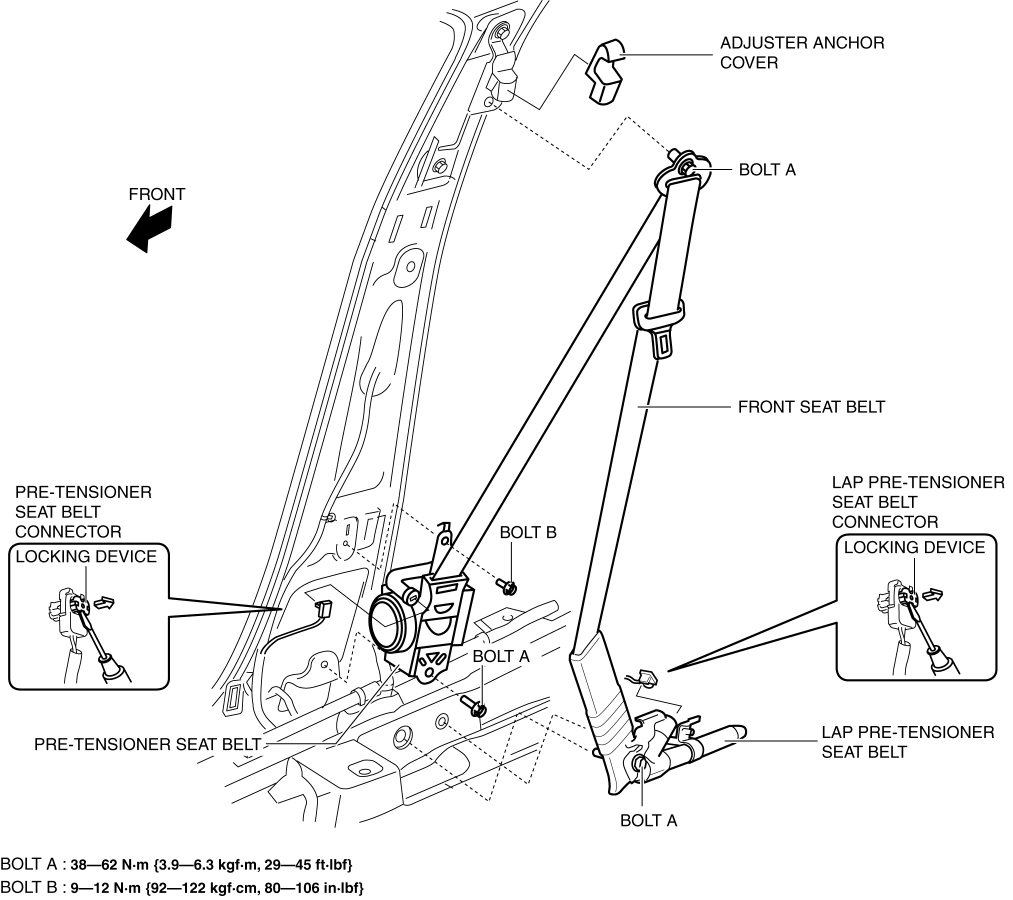 ADJUSTER ANCHOR
COVER
BOLT A
FRONT
FRONT SEAT BELT
PRE-TENSIONER
SEAT BELT
CONNECTOR
LOCKING DEVICE
LAP PRE-TENSIONER
SEAT BELT
CONNECTOR
LOCKING DEVICE
BOLT B
BOLT A
PRE-TENSIONER SEAT BELT
LAP PRE-TENSIONER
SEAT BELT
BOLT A
BOLT A : 38—62 N·m {3.9—6.3 kgf·m, 29—45 ft·lbf}
BOLT B : 9—12 N·m {92—122 kgf·cm, 80—106 in·lbf}